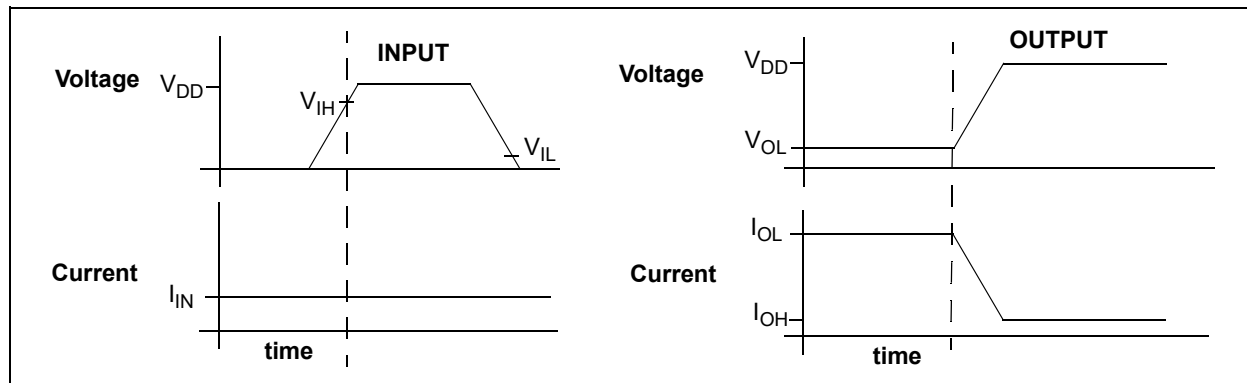 INPUT
Voltage
VDD
VIH
VIL
Current
IIN
time
OUTPUT
Voltage
VDD
VOL
IOL
Current
IOH
time